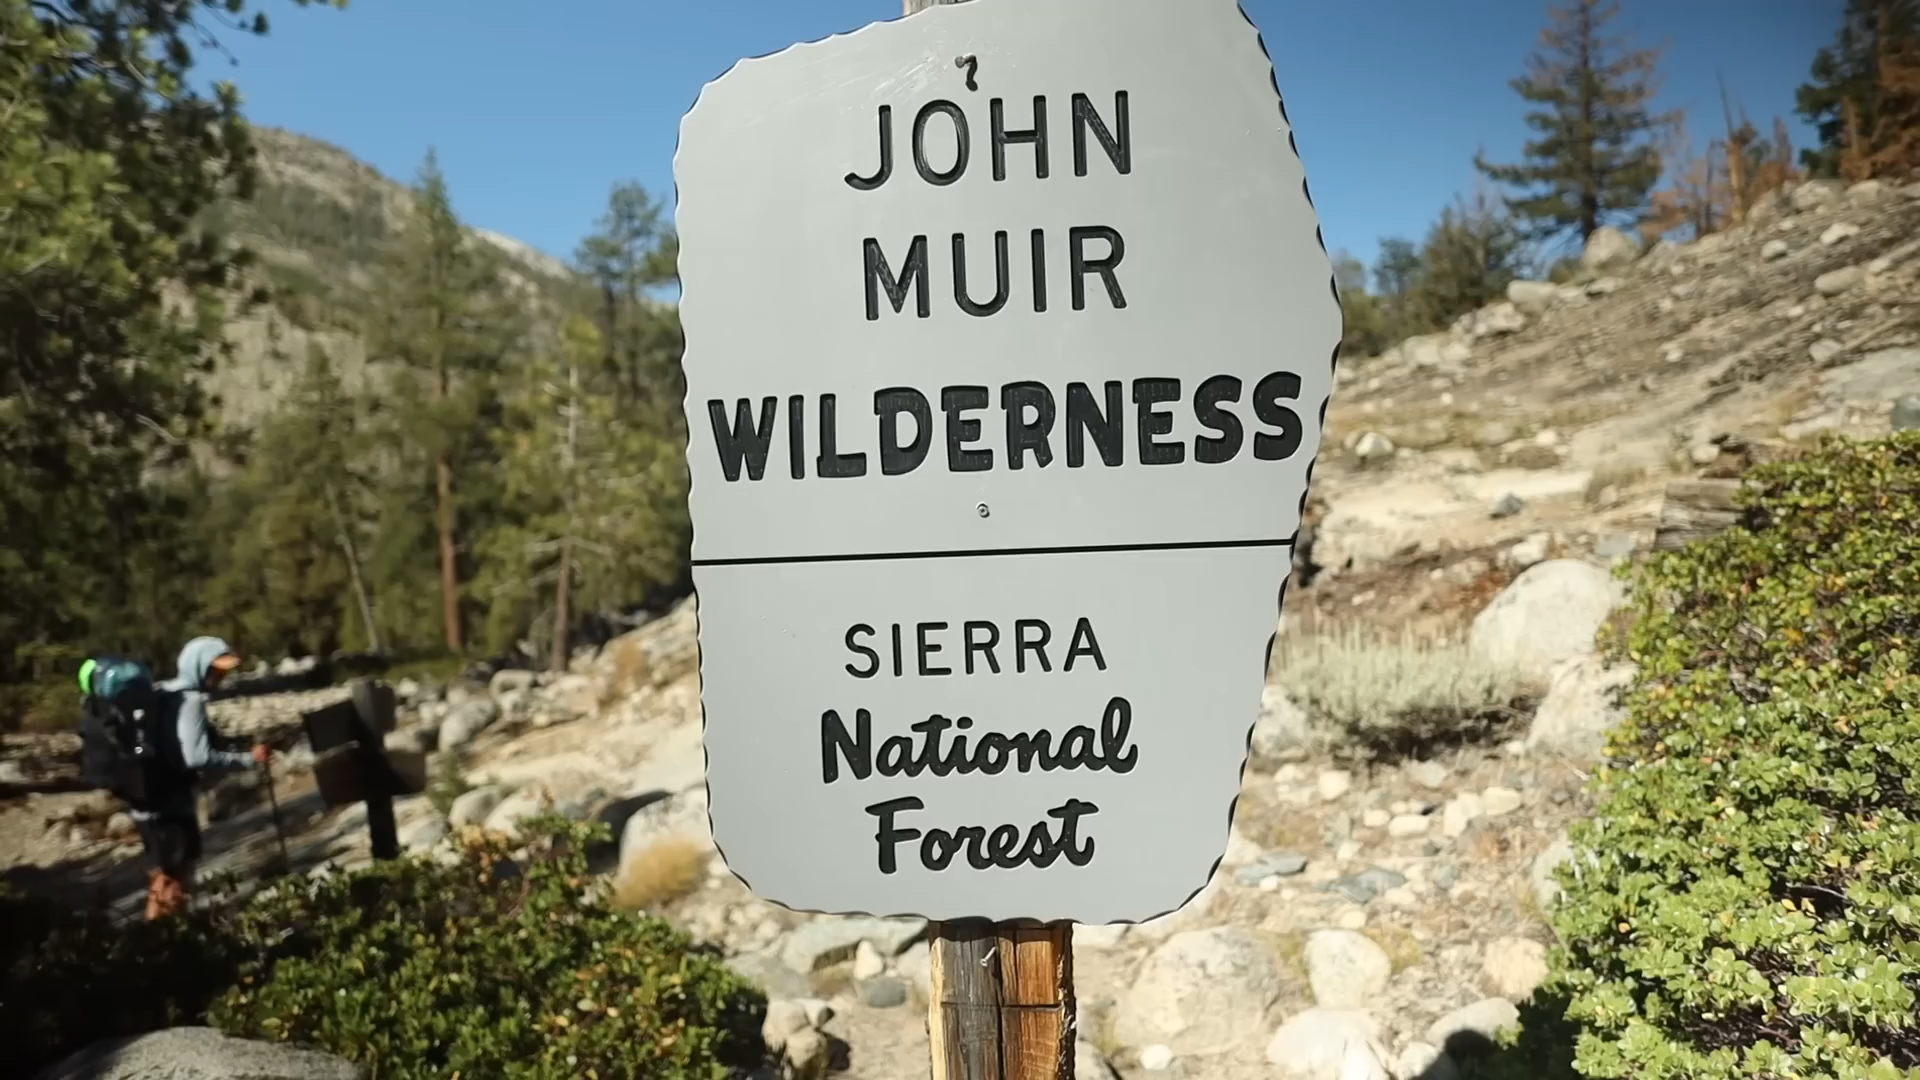 JOHN
MUIR
WILDERNESS
SIERRA
National
Forest